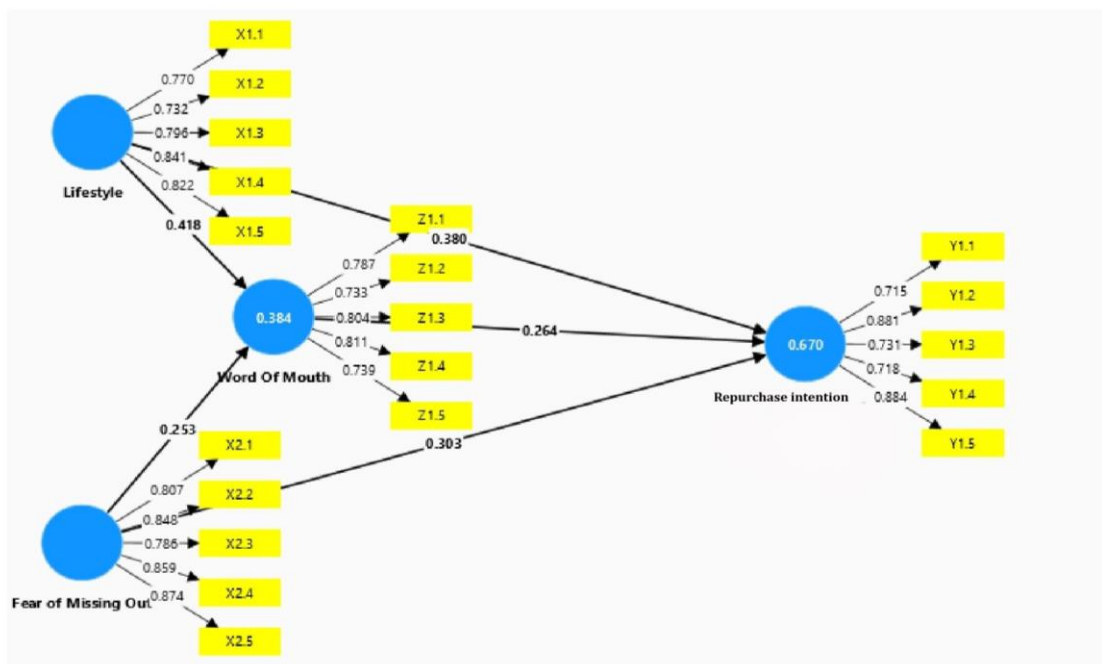 X1.1
0.770
X1.2
0.732
0.796
X1.3
0.841
X1.4
0.822
X1.5
Lifestyle
0.418
0.380
Z1.1
0.787
Z1.2
0.733
0.384
0.804
Z1.3
0.811
Z1.4
0.739
Z1.5
Word Of Mouth
0.264
0.253
0.303
X2.1
0.807
X2.2
0.848
0.786
X2.3
0.859
X2.4
0.874
X2.5
Fear of Missing Out
Y1.1
0.715
Y1.2
0.881
0.670
0.731
Y1.3
0.718
Y1.4
0.884
Y1.5
Repurchase intention